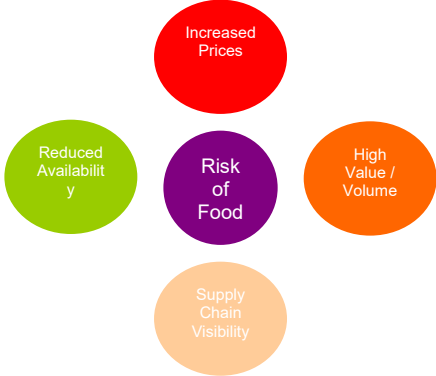 Increased
Prices
Reduced
Availabilit
y
Risk
of
Food
High
Value /
Volume
Supply
Chain
Visibility